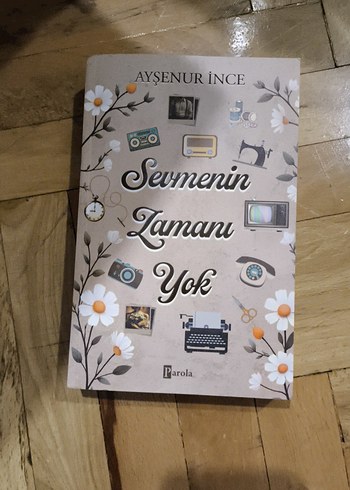 AYŞENUR İNCE
Sevmenin
Zamanı
Yok
Parola